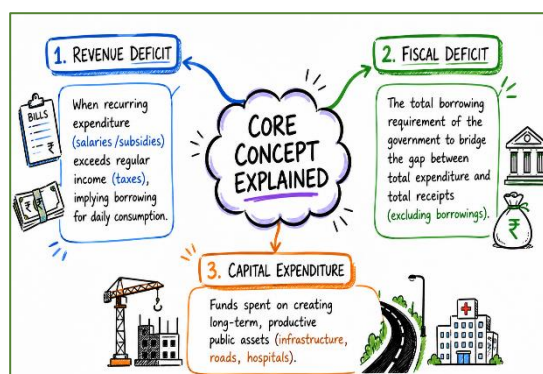 1. REVENUE DEFICIT
BILLS
₹
₹ ₹
When recurring
expenditure
(salaries/subsidies)
exceeds regular
income (taxes),
implying borrowing
for daily consumption.
CORE
CONCEPT
EXPLAINED
2. FISCAL DEFICIT
The total borrowing
requirement of the
government to bridge
the gap between
total expenditure and
total receipts
(excluding borrowings).
₹
3. CAPITAL EXPENDITURE
Funds spent on creating
long-term, productive
public assets (infrastructure,
roads, hospitals).